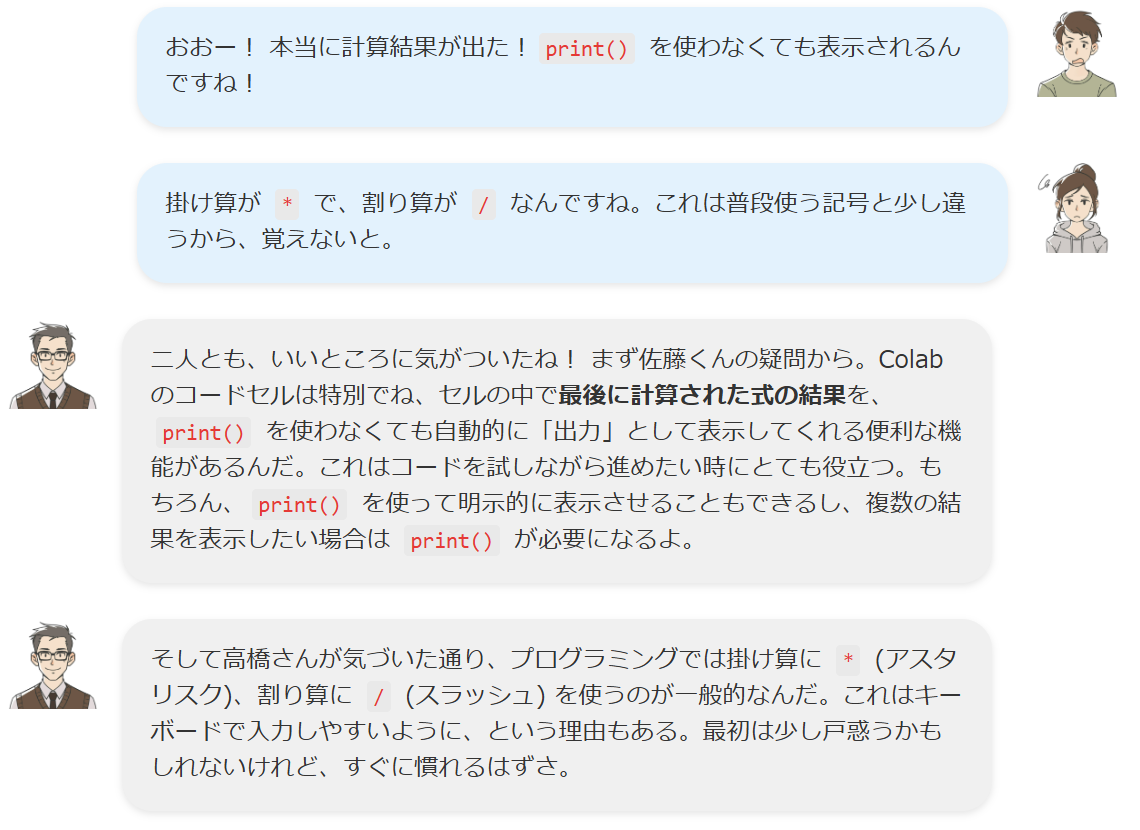 おおー！ 本当に計算結果が出た！ print() を使わなくても表示されるん
ですね！
掛け算が * で、割り算が / なんですね。これは普段使う記号と少し違
うから、覚えないと。
二人とも、いいところに気がついたね！ まず佐藤くんの疑問から。Colab
のコードセルは特別でね、セルの中で最後に計算された式の結果を、
print() を使わなくても自動的に「出力」として表示してくれる便利な機
能があるんだ。これはコードを試しながら進めたい時にとても役立つ。も
ちろん、 print() を使って明示的に表示させることもできるし、複数の結
果を表示したい場合は print() が必要になるよ。
そして高橋さんが気づいた通り、プログラミングでは掛け算に * (アスタ
リスク)、割り算に / (スラッシュ) を使うのが一般的なんだ。これはキー
ボードで入力しやすいように、という理由もある。最初は少し戸惑うかも
しれないけれど、すぐに慣れるはずさ。